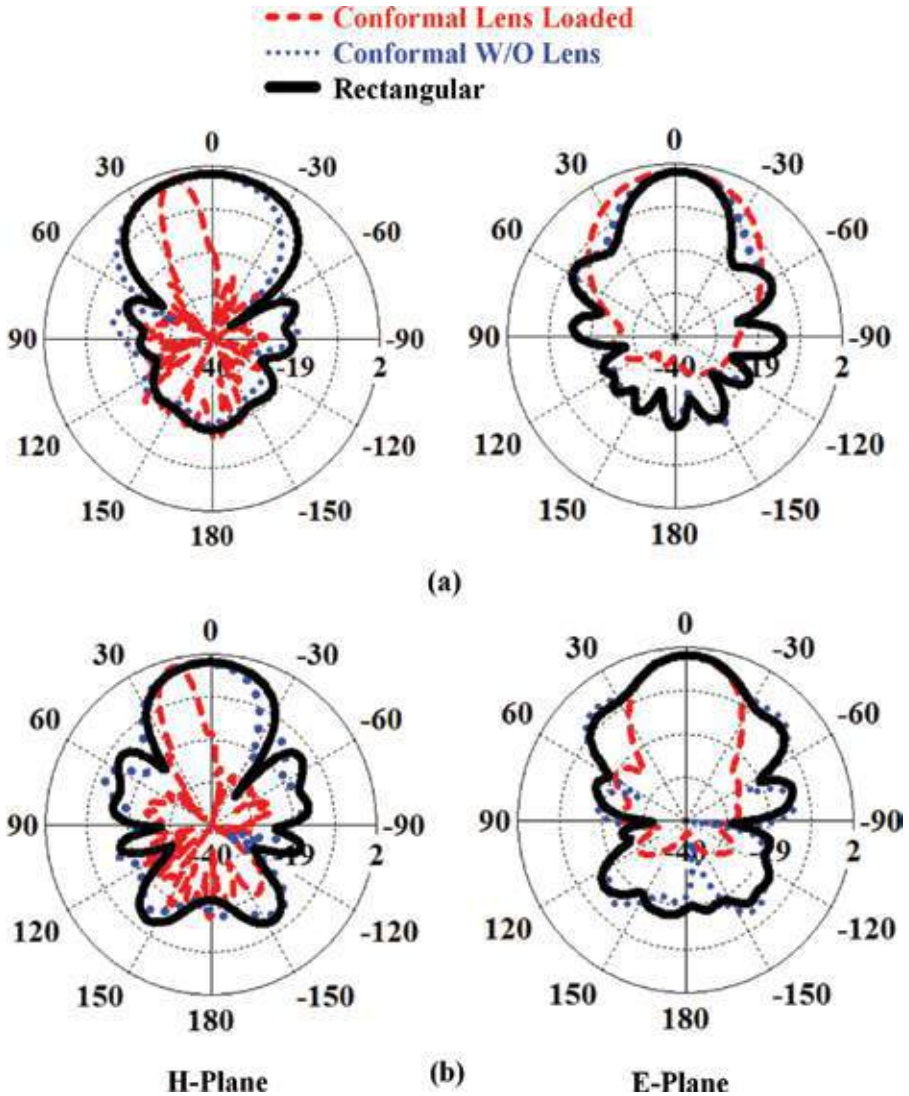 Conformal Lens Loaded
Conformal W/O Lens
Rectangular
0 0
30 -30 30 -30
60 -60 60 -60
90 -40 -19 2 -90 90 -40 -19 2 -90
120 -120 120 -120
150 -150 150 -150
180 180
(a)
0 0
30 -30 30 -30
60 -60 60 -60
90 -40 -19 2 -90 90 -40 -19 2 -90
120 -120 120 -120
150 -150 150 -150
180 180
H-Plane (b) E-Plane